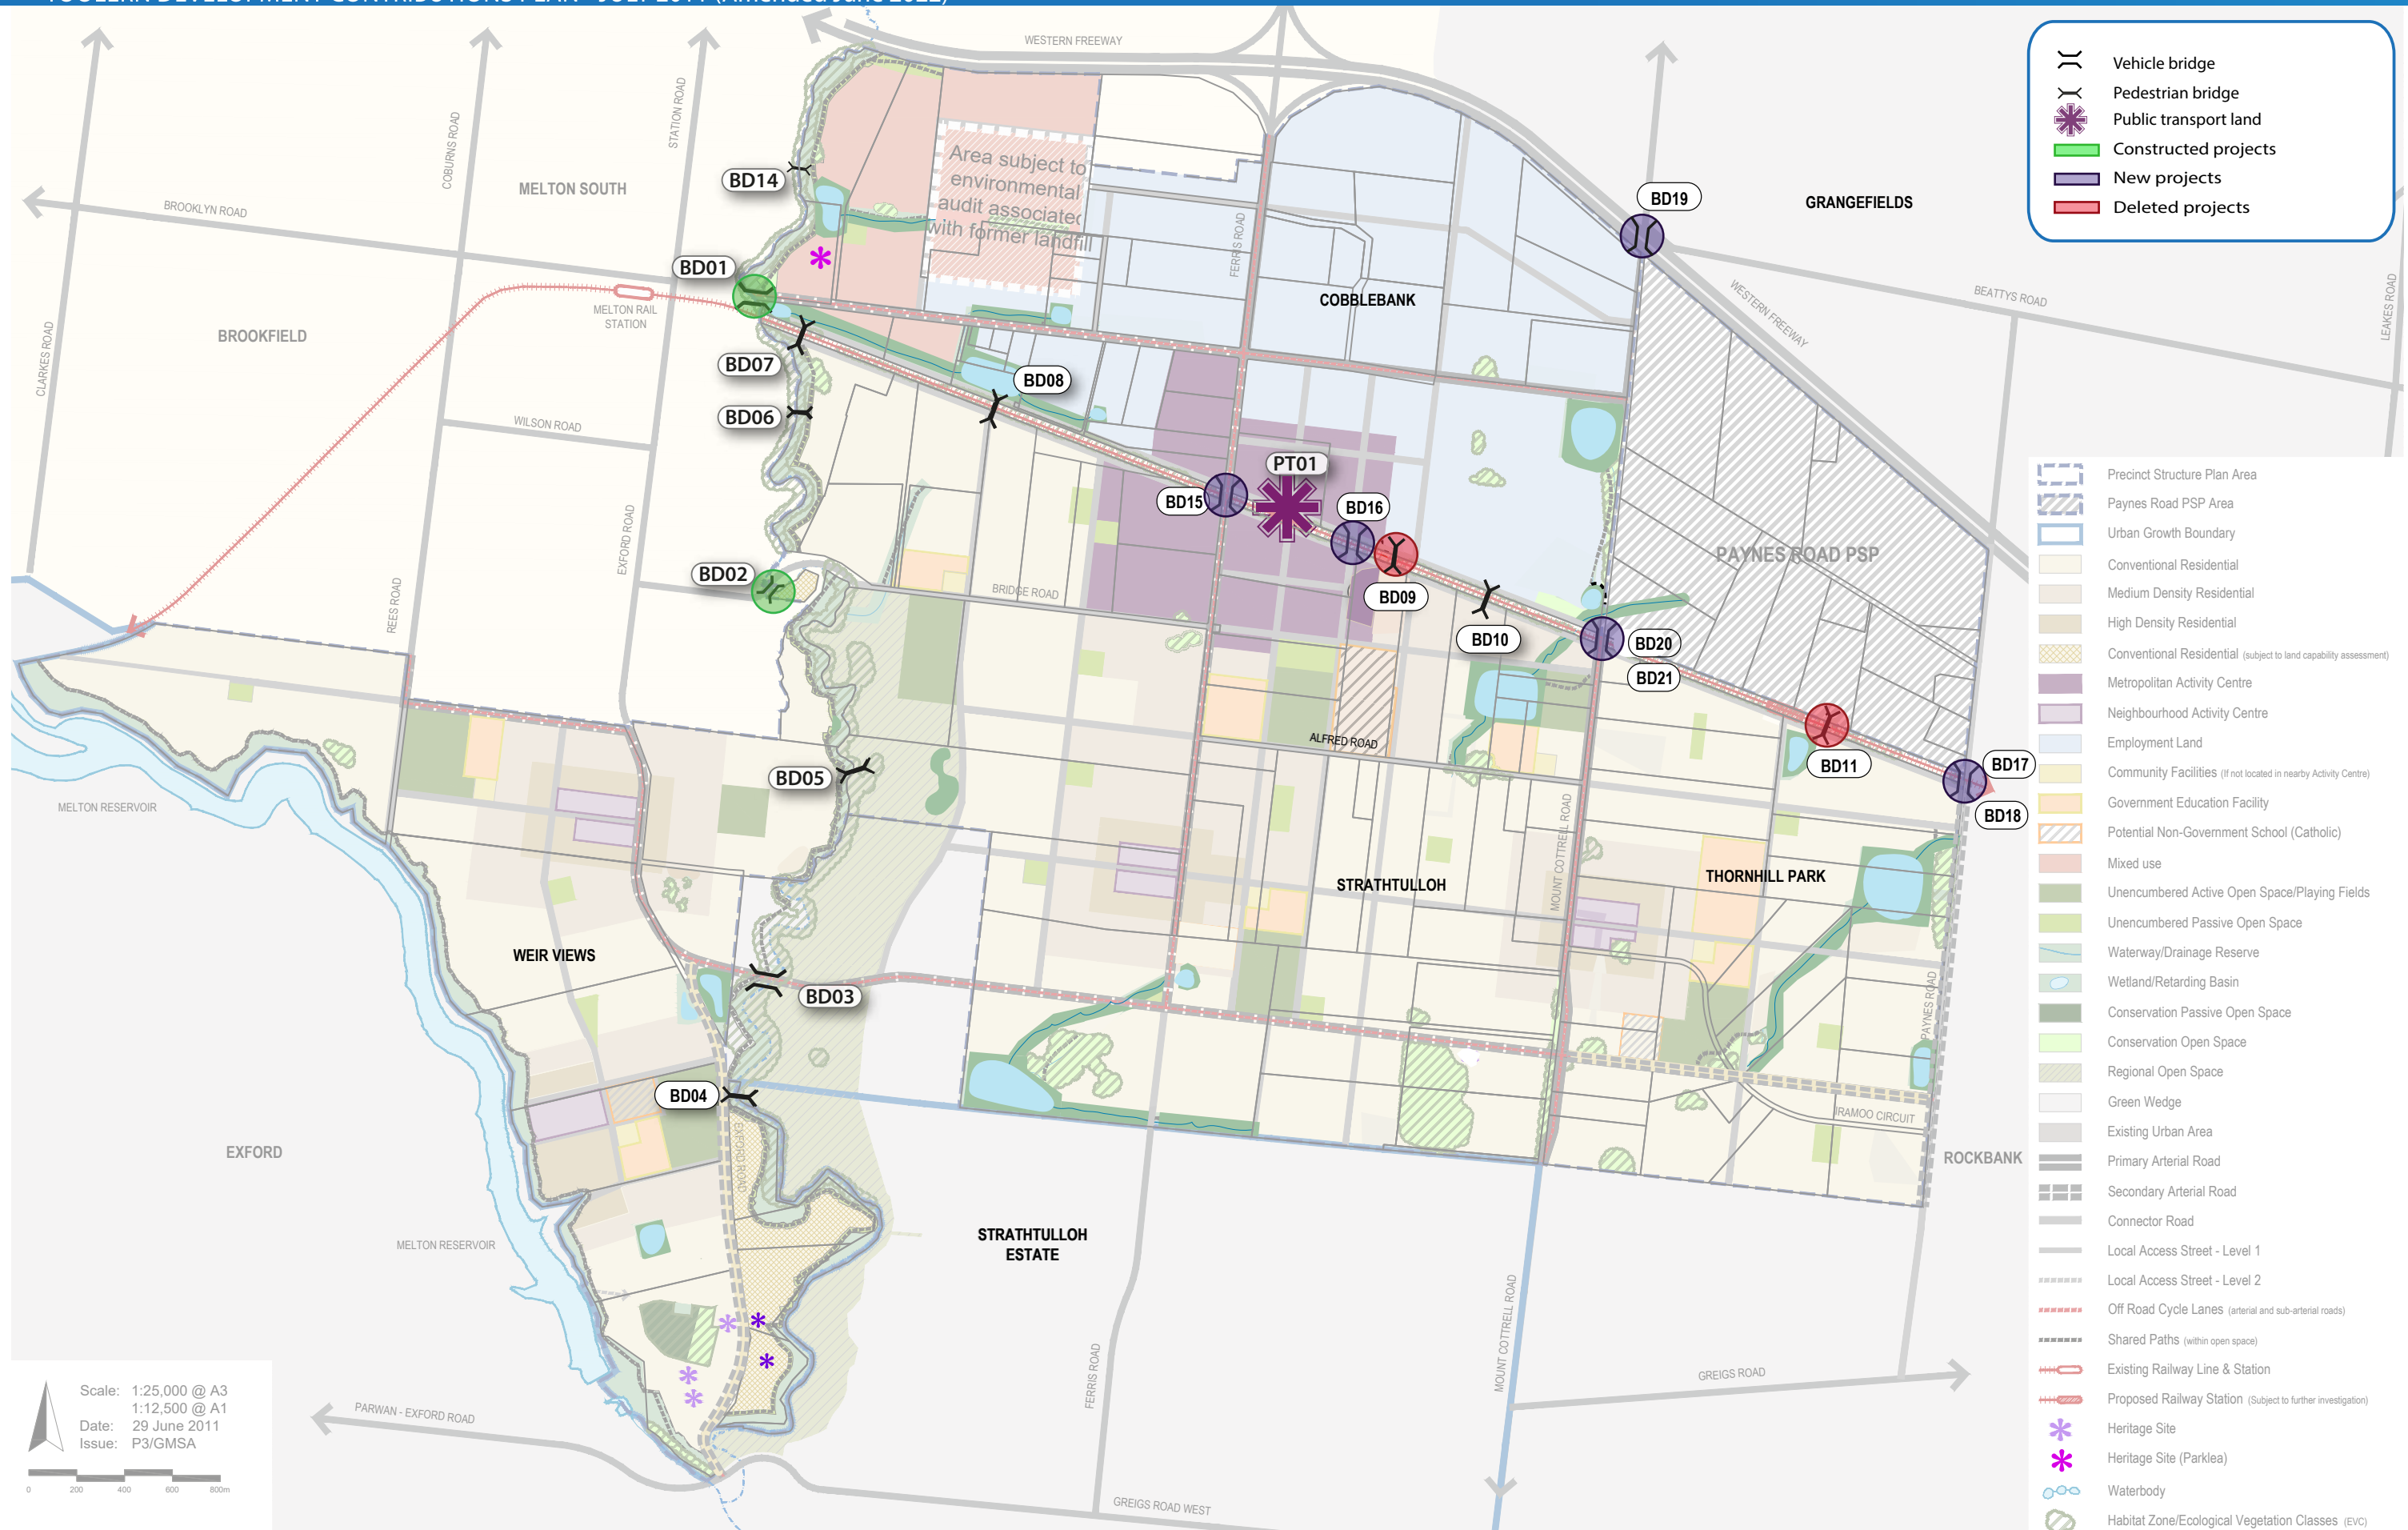 TOOLERN DEVELOPMENT CONTRIBUTIONS PLAN - JULY 2011 (Amended June 2022)
WESTERN FREEWAY
Vehicle bridge
Pedestrian bridge
Public transport land
Constructed projects
New projects
Deleted projects
COBURNS ROAD
STATION ROAD
MELTON SOUTH
BROOKLYN ROAD
BD14
Area subject to
environmental
audit associated
with former landfill
FERRIS ROAD
BD19
GRANGEFIELDS
BD01
MELTON RAIL
STATION
COBBLEBANK
WESTERN FREEWAY
BEATTYS ROAD
LEAKES ROAD
CLARKES ROAD
BROOKFIELD
BD07
BD08
BD06
WILSON ROAD
PT01
BD15
BD16
EXFORD ROAD
PAYNES ROAD PSP
BD02
REES ROAD
BRIDGE ROAD
BD09
BD10
BD20
BD21
ALFRED ROAD
BD05
BD11
BD17
BD18
MELTON RESERVOIR
MOUNT COTTRELL ROAD
STRATHTULLOH
THORNHILL PARK
WEIR VIEWS
BD03
PAYNES ROAD
BD04
EXFORD ROAD
IRAMOO CIRCUIT
EXFORD
ROCKBANK
MELTON RESERVOIR
STRATHTULLOH
ESTATE
FERRIS ROAD
MOUNT COTTRELL ROAD
GREIGS ROAD
PARWAN - EXFORD ROAD
GREIGS ROAD WEST
Scale: 1:25,000 @ A3
1:12,500 @ A1
Date: 29 June 2011
Issue: P3/GMSA
0 200 400 600 800m
Precinct Structure Plan Area
Paynes Road PSP Area
Urban Growth Boundary
Conventional Residential
Medium Density Residential
High Density Residential
Conventional Residential (subject to land capability assessment)
Metropolitan Activity Centre
Neighbourhood Activity Centre
Employment Land
Community Facilities (If not located in nearby Activity Centre)
Government Education Facility
Potential Non-Government School (Catholic)
Mixed use
Unencumbered Active Open Space/Playing Fields
Unencumbered Passive Open Space
Waterway/Drainage Reserve
Wetland/Retarding Basin
Conservation Passive Open Space
Conservation Open Space
Regional Open Space
Green Wedge
Existing Urban Area
Primary Arterial Road
Secondary Arterial Road
Connector Road
Local Access Street - Level 1
Local Access Street - Level 2
Off Road Cycle Lanes (arterial and sub-arterial roads)
Shared Paths (within open space)
Existing Railway Line & Station
Proposed Railway Station (Subject to further investigation)
Heritage Site
Heritage Site (Parklea)
Waterbody
Habitat Zone/Ecological Vegetation Classes (EVC)